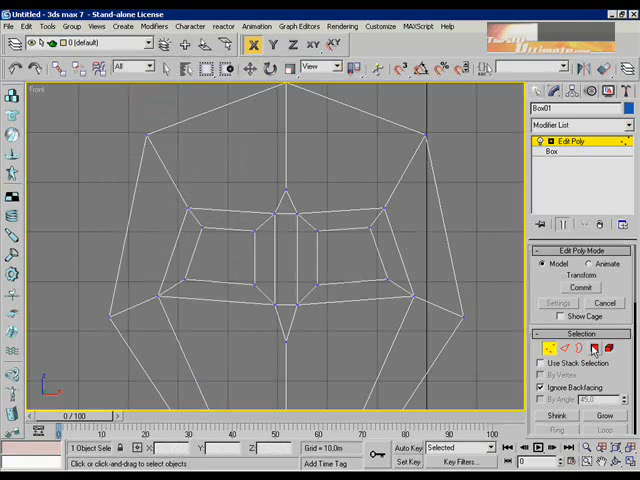 Untitled - 3ds max 7 - Stand-alone License
File Edit Tools Group Views Create Modifiers Character reactor Animation Graph Editors Rendering Customize MAXScript Help
0 (default)
X Y Z XY XY
All View
Front
Box01
Modifier List
Edit Poly
Box
- Edit Poly Mode
Model Animate
Transform
Commit
Settings Cancel
Show Cage
- Selection
Use Stack Selection
By Vertex
Ignore Backfacing
By Angle: 45,0
Shrink Grow
Ring Loop
z
x
0 / 100
0 10 20 30 40 50 60 70 80 90 100
1 Object Sele X: Y: Z: Grid = 10,0m Auto Key Selected
Click or click-and-drag to select objects Add Time Tag Set Key Key Filters... 0